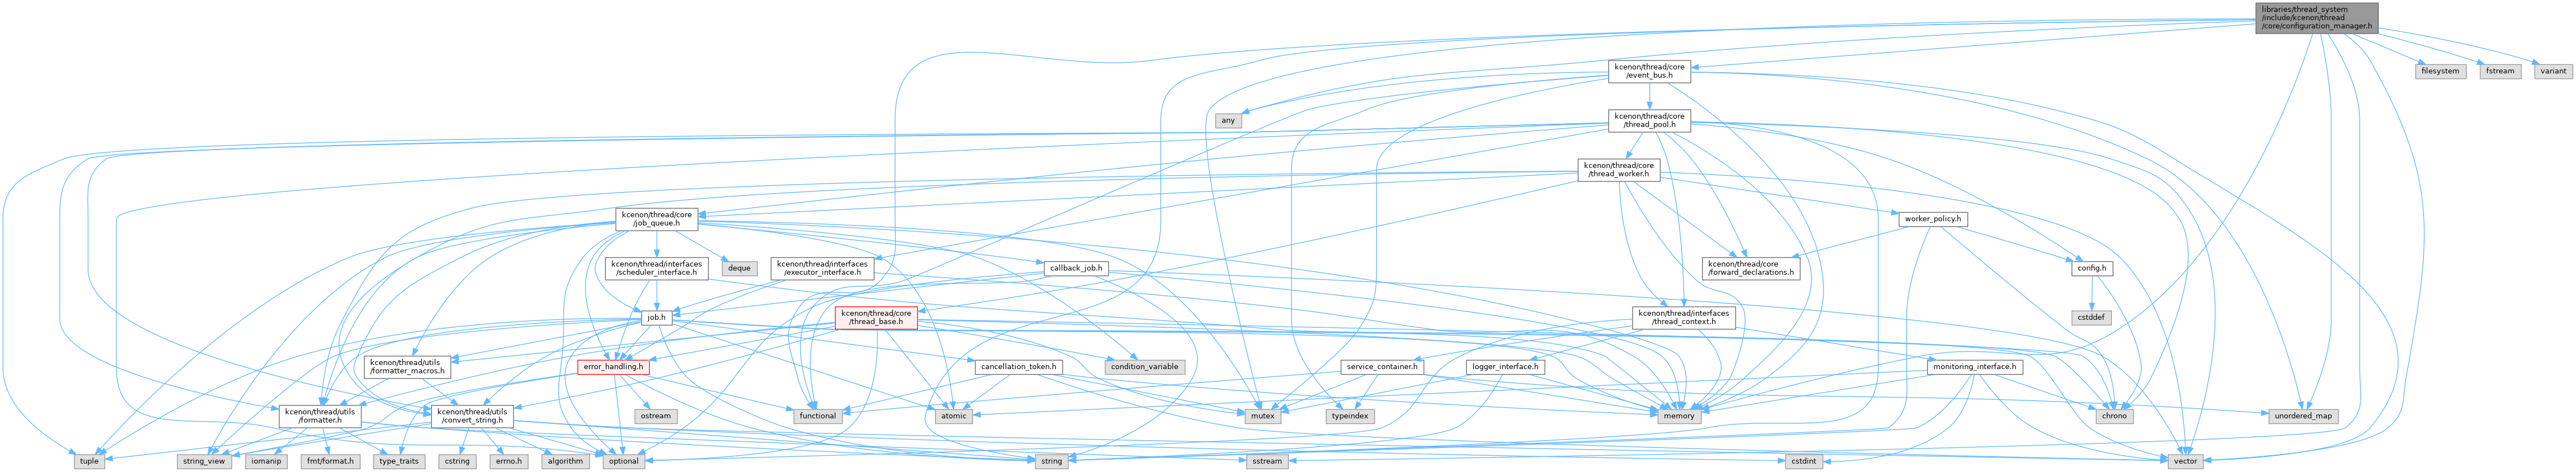 libraries/thread_system
/include/kcenon/thread
/core/configuration_manager.h
kcenon/thread/core
/event_bus.h
filesystem
fstream
variant
any
kcenon/thread/core
/thread_pool.h
kcenon/thread/core
/thread_worker.h
kcenon/thread/core
/job_queue.h
worker_policy.h
kcenon/thread/interfaces
/scheduler_interface.h
deque
kcenon/thread/interfaces
/executor_interface.h
callback_job.h
kcenon/thread/core
/forward_declarations.h
config.h
job.h
kcenon/thread/core
/thread_base.h
kcenon/thread/interfaces
/thread_context.h
cstddef
kcenon/thread/utils
/formatter_macros.h
error_handling.h
cancellation_token.h
condition_variable
service_container.h
logger_interface.h
monitoring_interface.h
kcenon/thread/utils
/formatter.h
kcenon/thread/utils
/convert_string.h
ostream
functional
atomic
mutex
typeindex
memory
chrono
unordered_map
tuple
string_view
iomanip
fmt/format.h
type_traits
cstring
errno.h
algorithm
optional
string
sstream
cstdint
vector